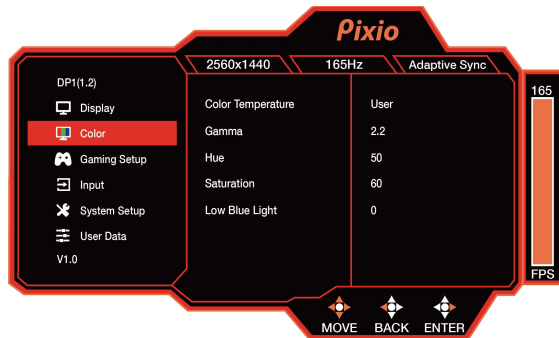 Pixio
2560x1440 165Hz Adaptive Sync
DP1(1.2)
Display
Color
Gaming Setup
Input
System Setup
User Data
V1.0
Color Temperature User
Gamma 2.2
Hue 50
Saturation 60
Low Blue Light 0
165
FPS
MOVE BACK ENTER